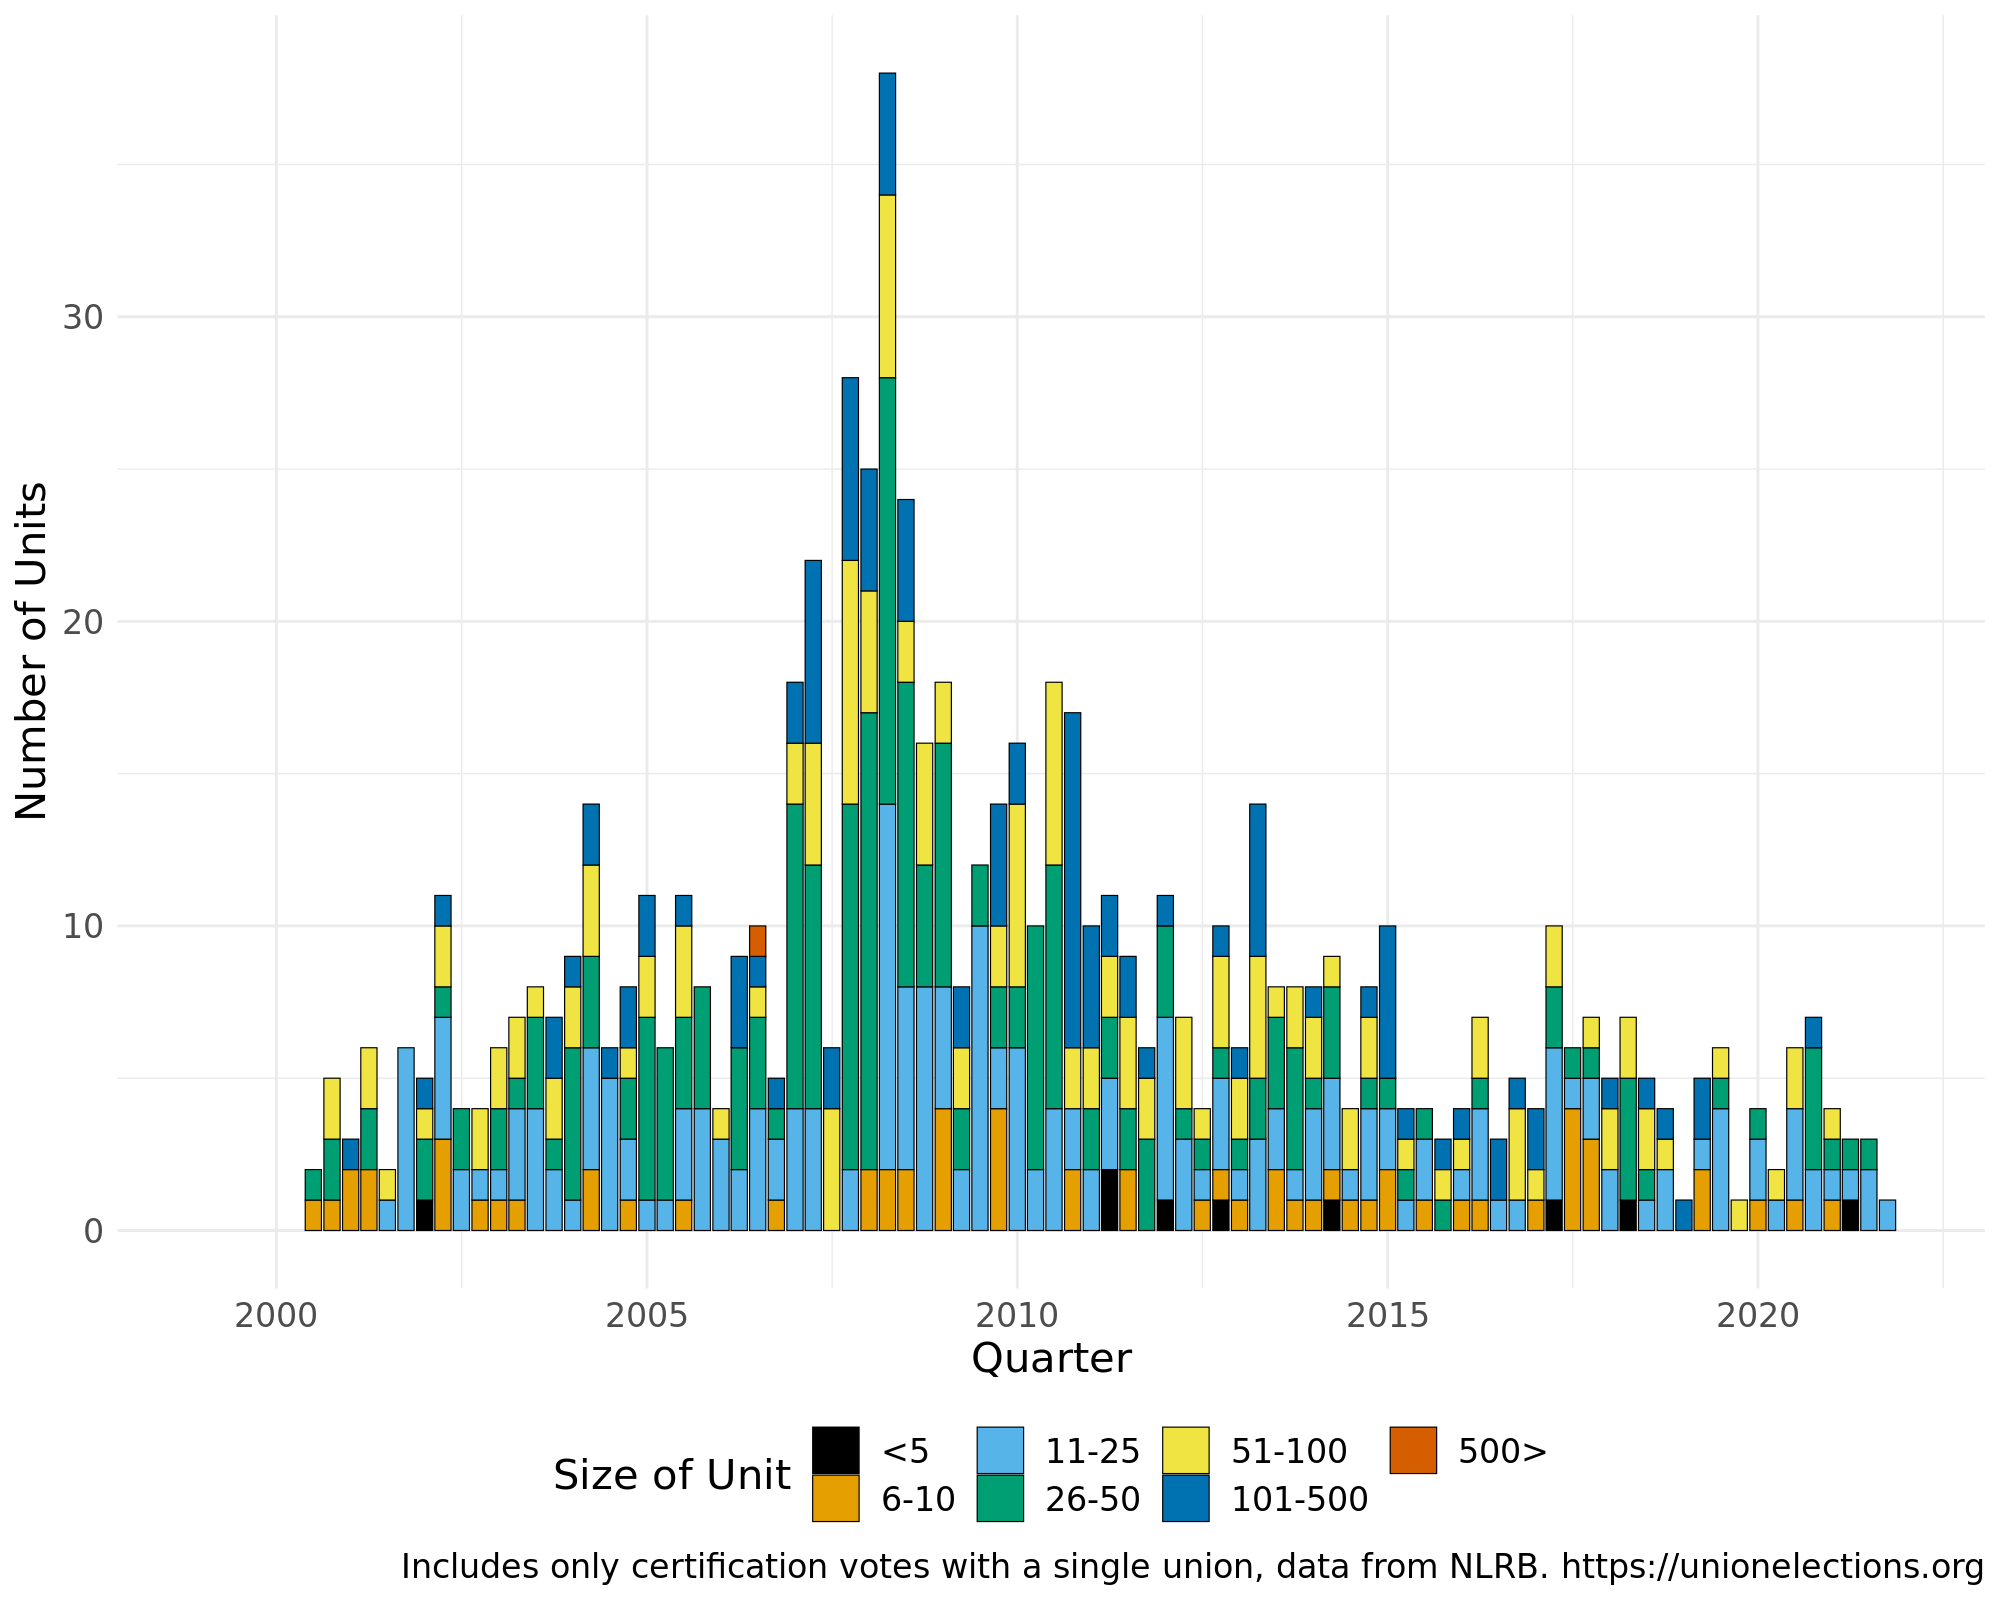 30
20
10
0
Number of Units
2000 2005 2010 2015 2020
Quarter
Size of Unit
<5 11-25 51-100 500>
6-10 26-50 101-500
Includes only certification votes with a single union, data from NLRB. https://unionelections.org